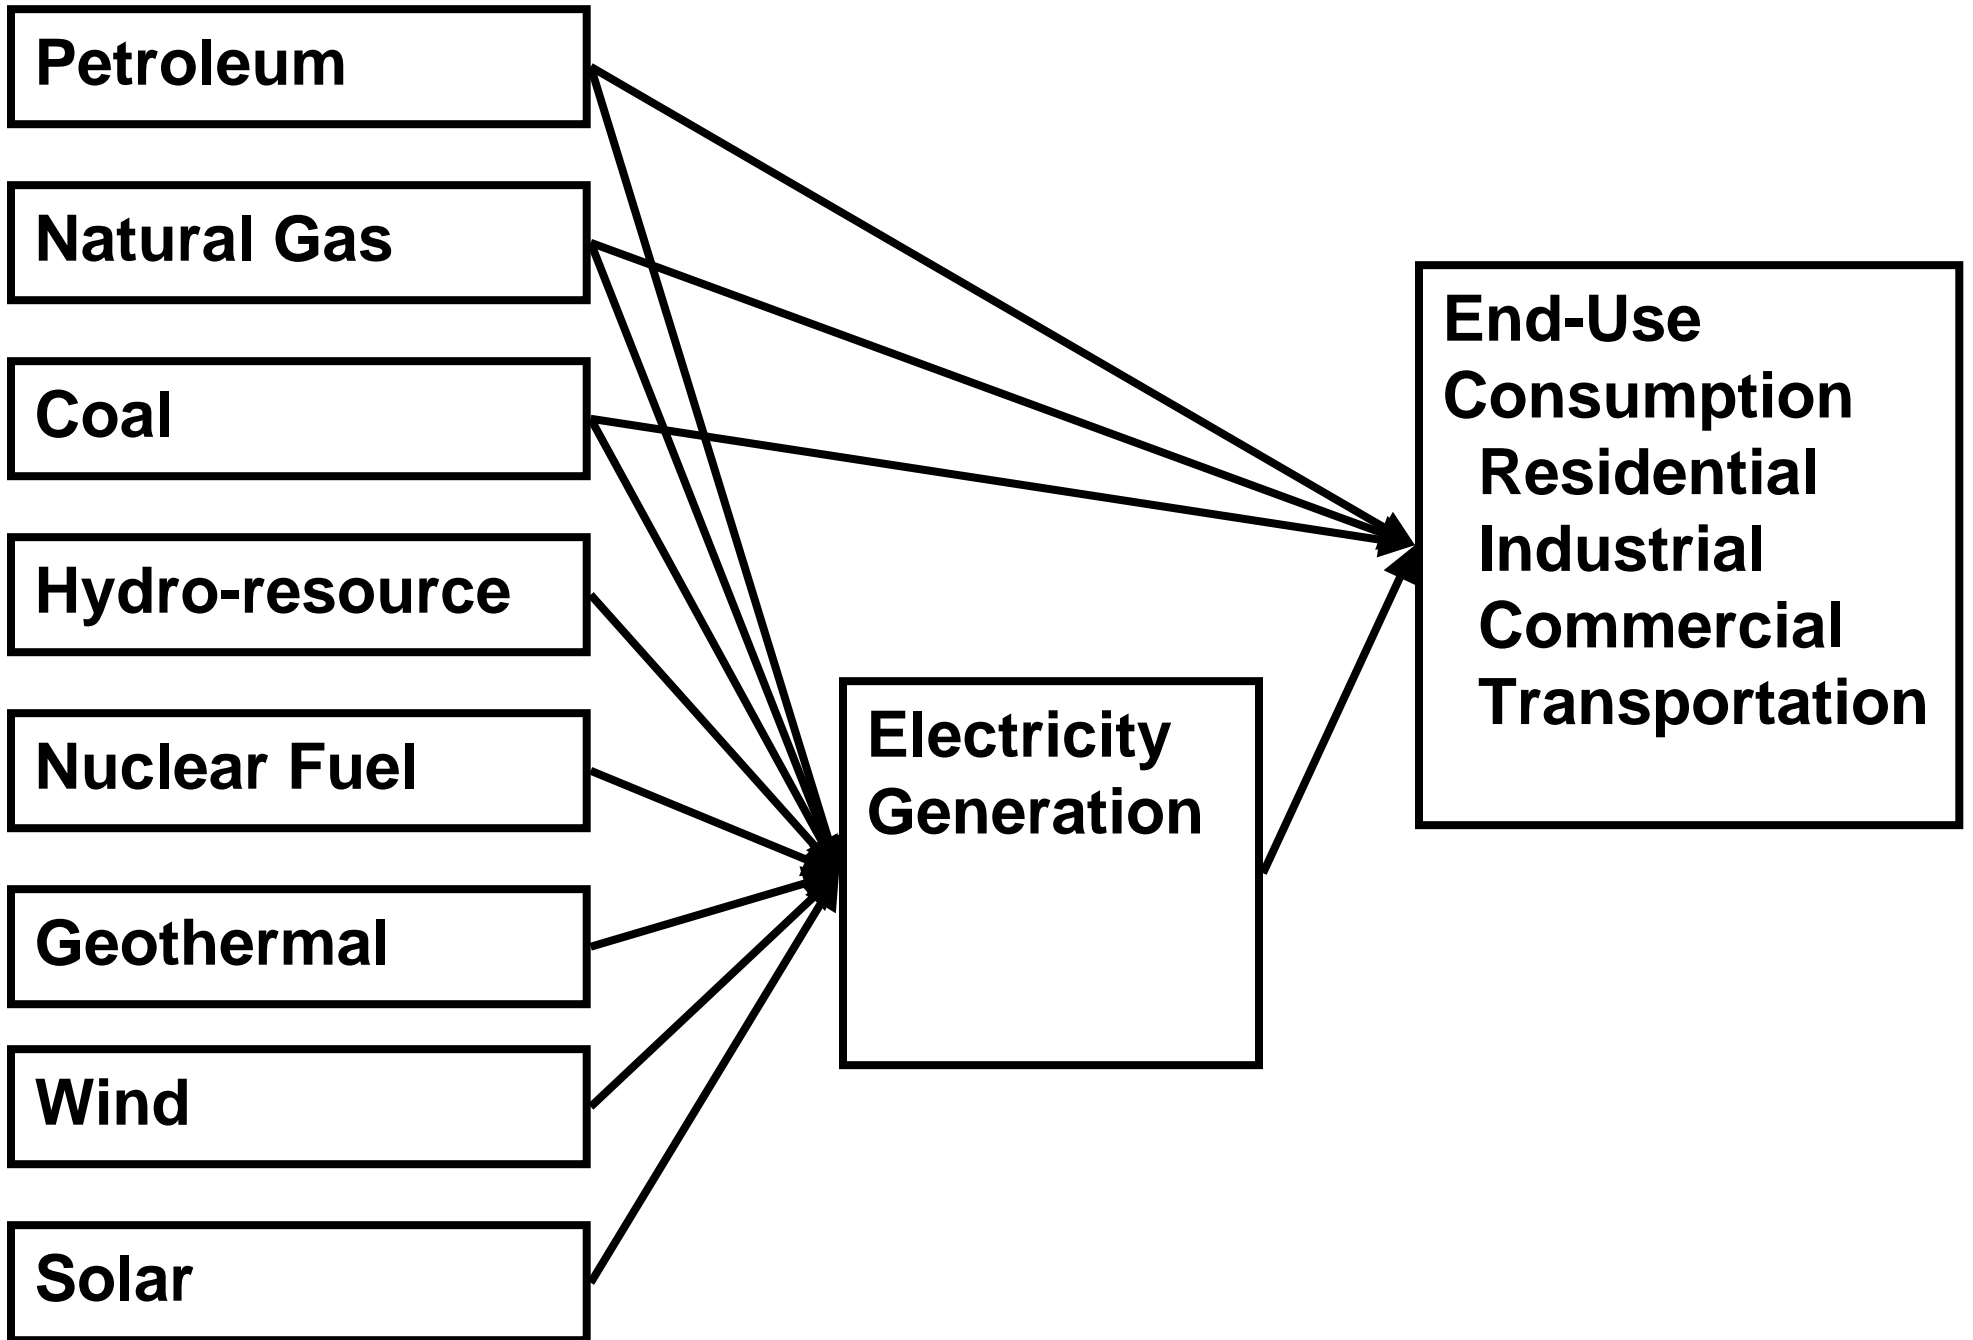 Petroleum
Natural Gas
Coal
Hydro-resource
Nuclear Fuel
Geothermal
Wind
Solar
Electricity
Generation
End-Use
Consumption
Residential
Industrial
Commercial
Transportation